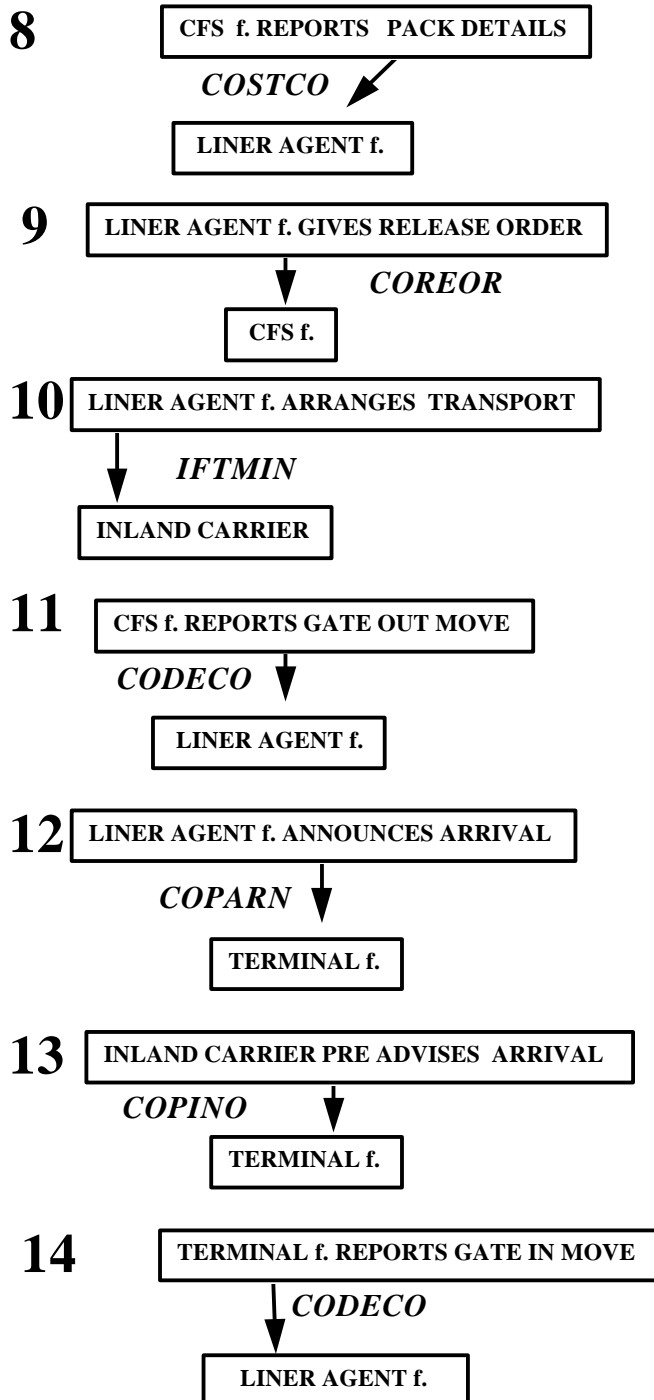 8
CFS f. REPORTS PACK DETAILS
COSTCO
LINER AGENT f.
9
LINER AGENT f. GIVES RELEASE ORDER
COREOR
CFS f.
10
LINER AGENT f. ARRANGES TRANSPORT
IFTMIN
INLAND CARRIER
11
CFS f. REPORTS GATE OUT MOVE
CODECO
LINER AGENT f.
12
LINER AGENT f. ANNOUNCES ARRIVAL
COPARN
TERMINAL f.
13
INLAND CARRIER PRE ADVISES ARRIVAL
COPINO
TERMINAL f.
14
TERMINAL f. REPORTS GATE IN MOVE
CODECO
LINER AGENT f.